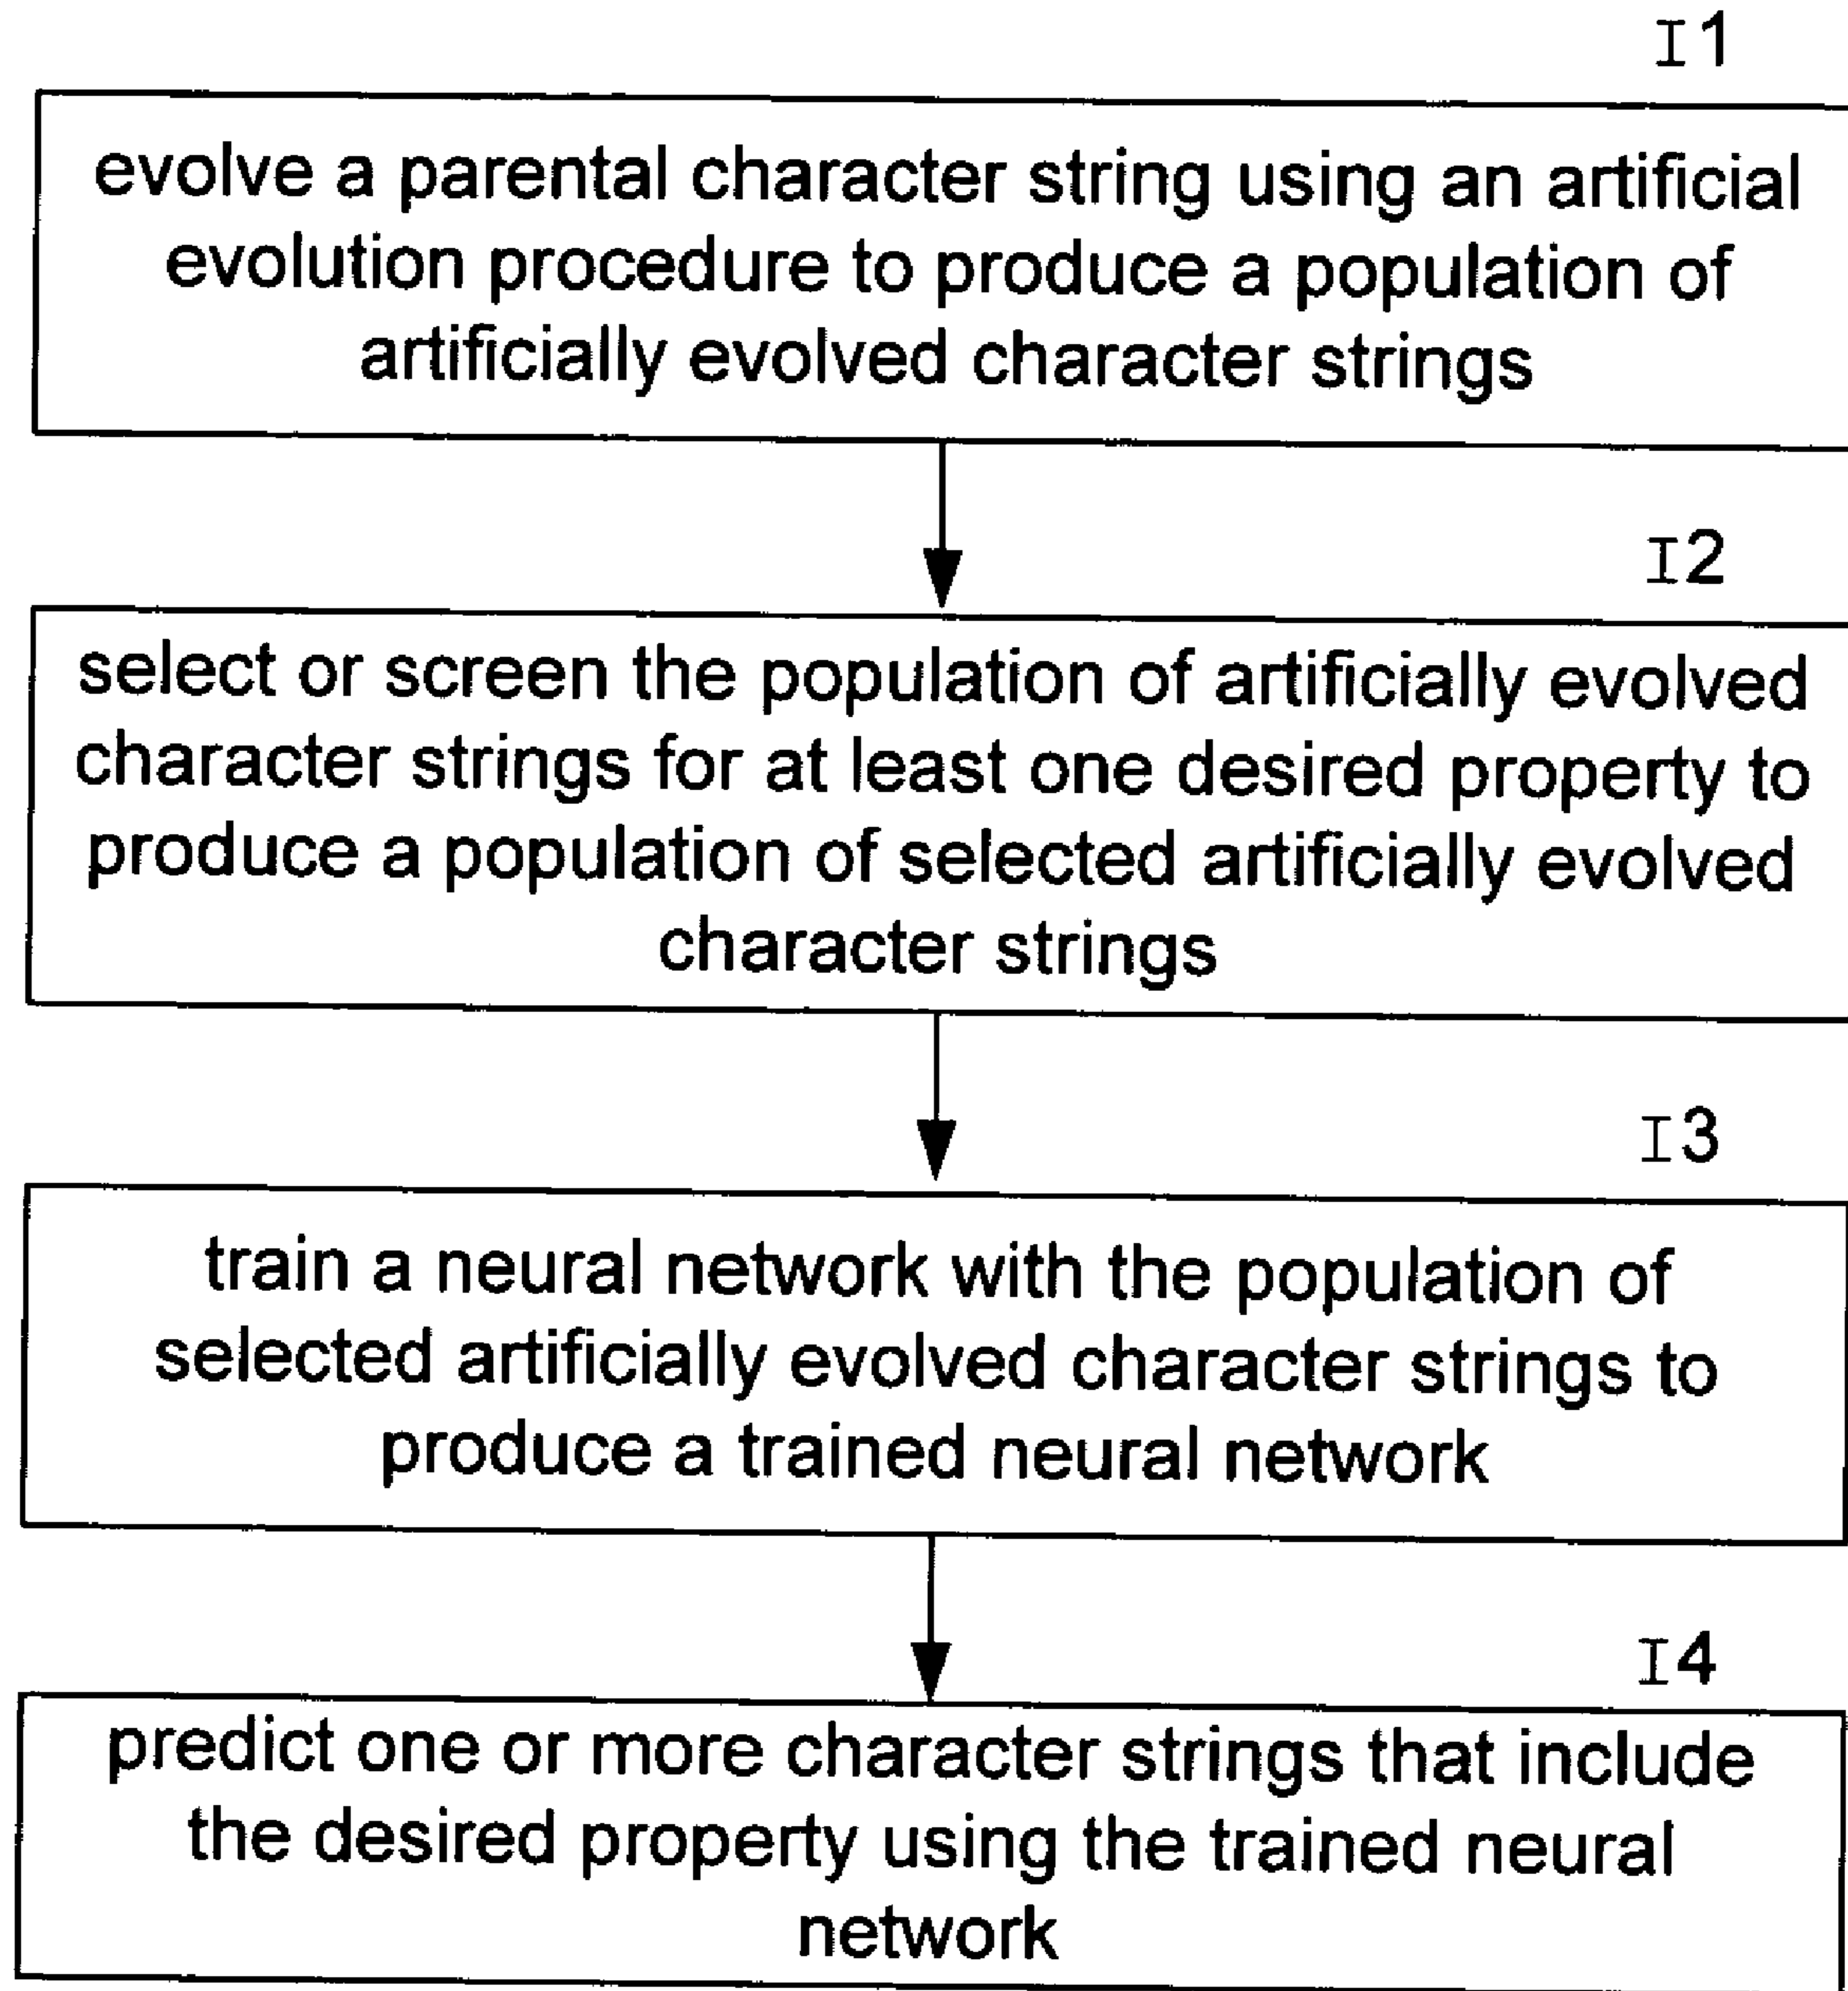 I1
evolve a parental character string using an artificial
evolution procedure to produce a population of
artificially evolved character strings
I2
select or screen the population of artificially evolved
character strings for at least one desired property to
produce a population of selected artificially evolved
character strings
I3
train a neural network with the population of
selected artificially evolved character strings to
produce a trained neural network
I4
predict one or more character strings that include
the desired property using the trained neural
network